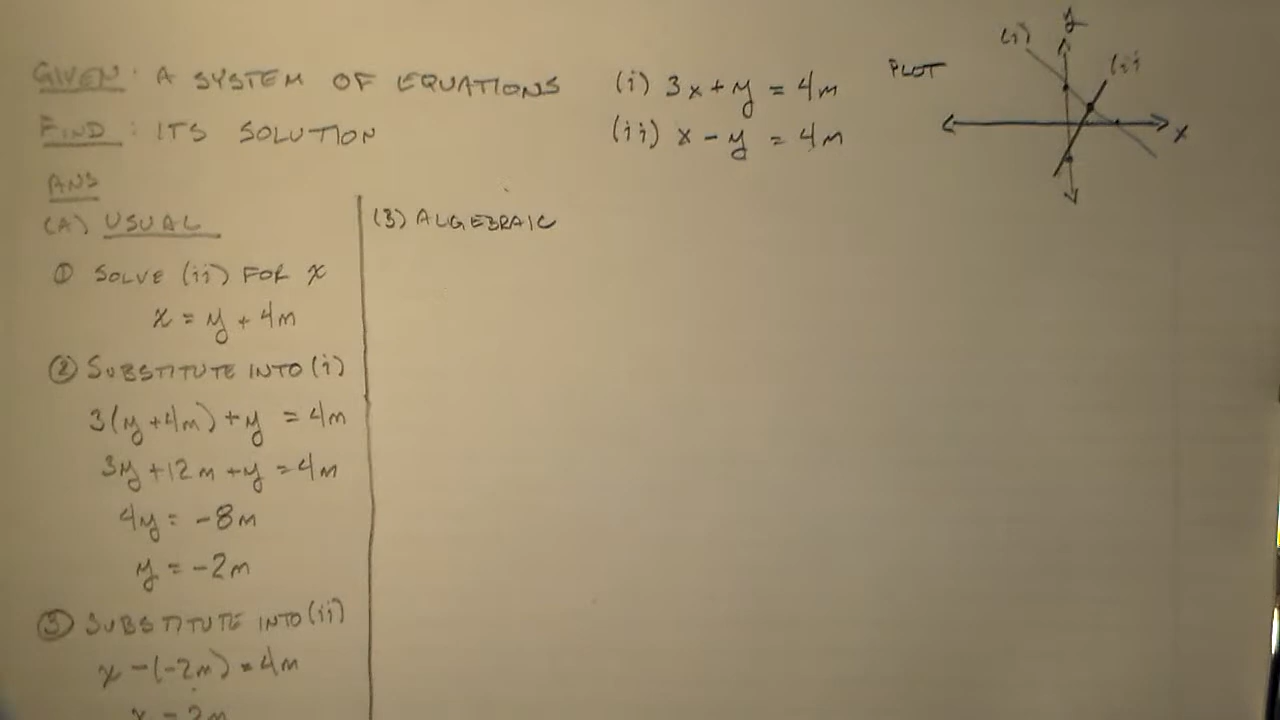 GIVEN: A SYSTEM OF EQUATIONS (i) 3x+y = 4m
FIND: ITS SOLUTION (ii) x - y = 4m
PLOT
y
(i)
(ii
x
ANS
(A) USUAL
① SOLVE (ii) FOR x
x = y + 4m
② SUBSTITUTE INTO (i)
3(y+4m) + y = 4m
3y +12m +y = 4m
4y = -8m
y = -2m
③ SUBSTITUTE INTO (ii)
x -(-2m) = 4m
x = 2m
(B) ALGEBRAIC